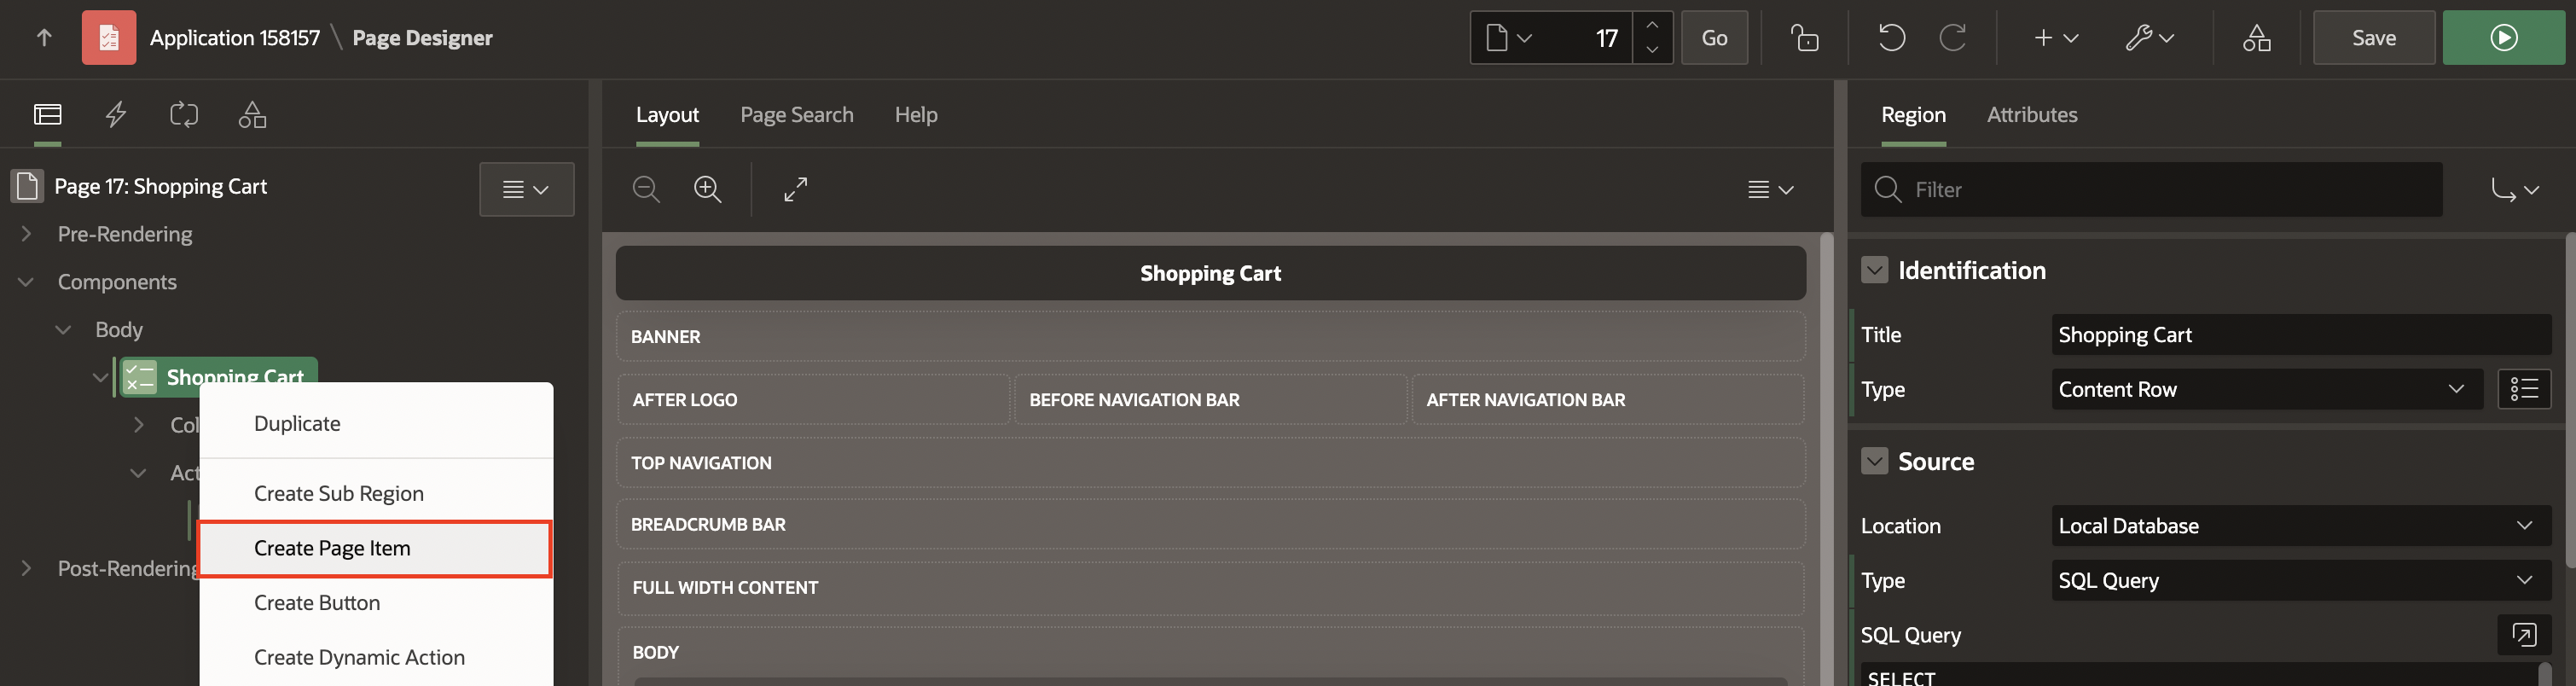 Application 158157 \ Page Designer
17
Go
Save
Layout
Page Search
Help
Region
Attributes
Page 17: Shopping Cart
Filter
Pre-Rendering
Components
Body
Shopping Cart
Col
Act
Post-Rendering
Duplicate
Create Sub Region
Create Page Item
Create Button
Create Dynamic Action
Shopping Cart
BANNER
AFTER LOGO
BEFORE NAVIGATION BAR
AFTER NAVIGATION BAR
TOP NAVIGATION
BREADCRUMB BAR
FULL WIDTH CONTENT
BODY
Identification
Title
Shopping Cart
Type
Content Row
Source
Location
Local Database
Type
SQL Query
SQL Query
SELECT